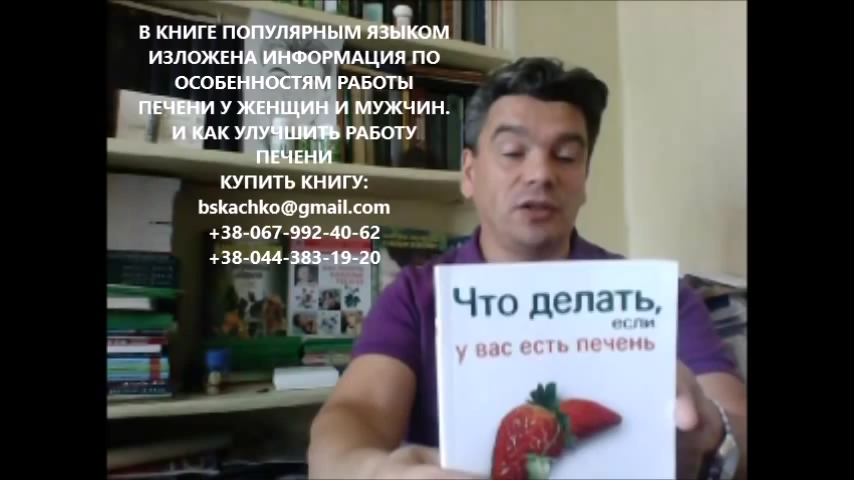 В КНИГЕ ПОПУЛЯРНЫМ ЯЗЫКОМ
ИЗЛОЖЕНА ИНФОРМАЦИЯ ПО
ОСОБЕННОСТЯМ РАБОТЫ
ПЕЧЕНИ У ЖЕНЩИН И МУЖЧИН.
И КАК УЛУЧШИТЬ РАБОТУ
ПЕЧЕНИ
КУПИТЬ КНИГУ:
bskachko@gmail.com
+38-067-992-40-62
+38-044-383-19-20
Что делать,
если
у вас есть печень